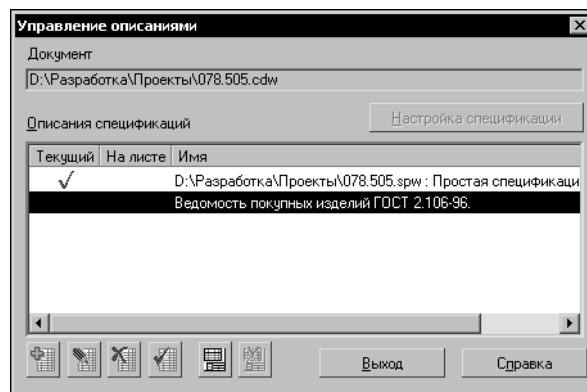 Управление описаниями
Документ
D:\Разработка\Проекты\078.505.cdw
Описания спецификаций
Настройка спецификации
Текущий На листе Имя
D:\Разработка\Проекты\078.505.spw : Простая спецификаци
Ведомость покупных изделий ГОСТ 2.106-96.
Выход
Справка